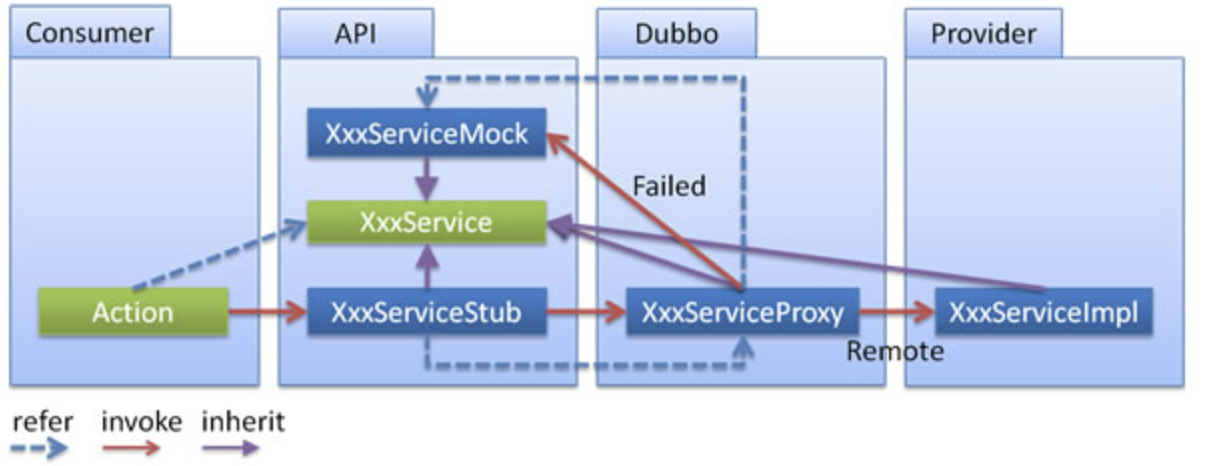 Consumer
API
Dubbo
Provider
XxxServiceMock
Failed
XxxService
Action
XxxServiceStub
XxxServiceProxy
XxxServiceImpl
Remote
refer
invoke
inherit